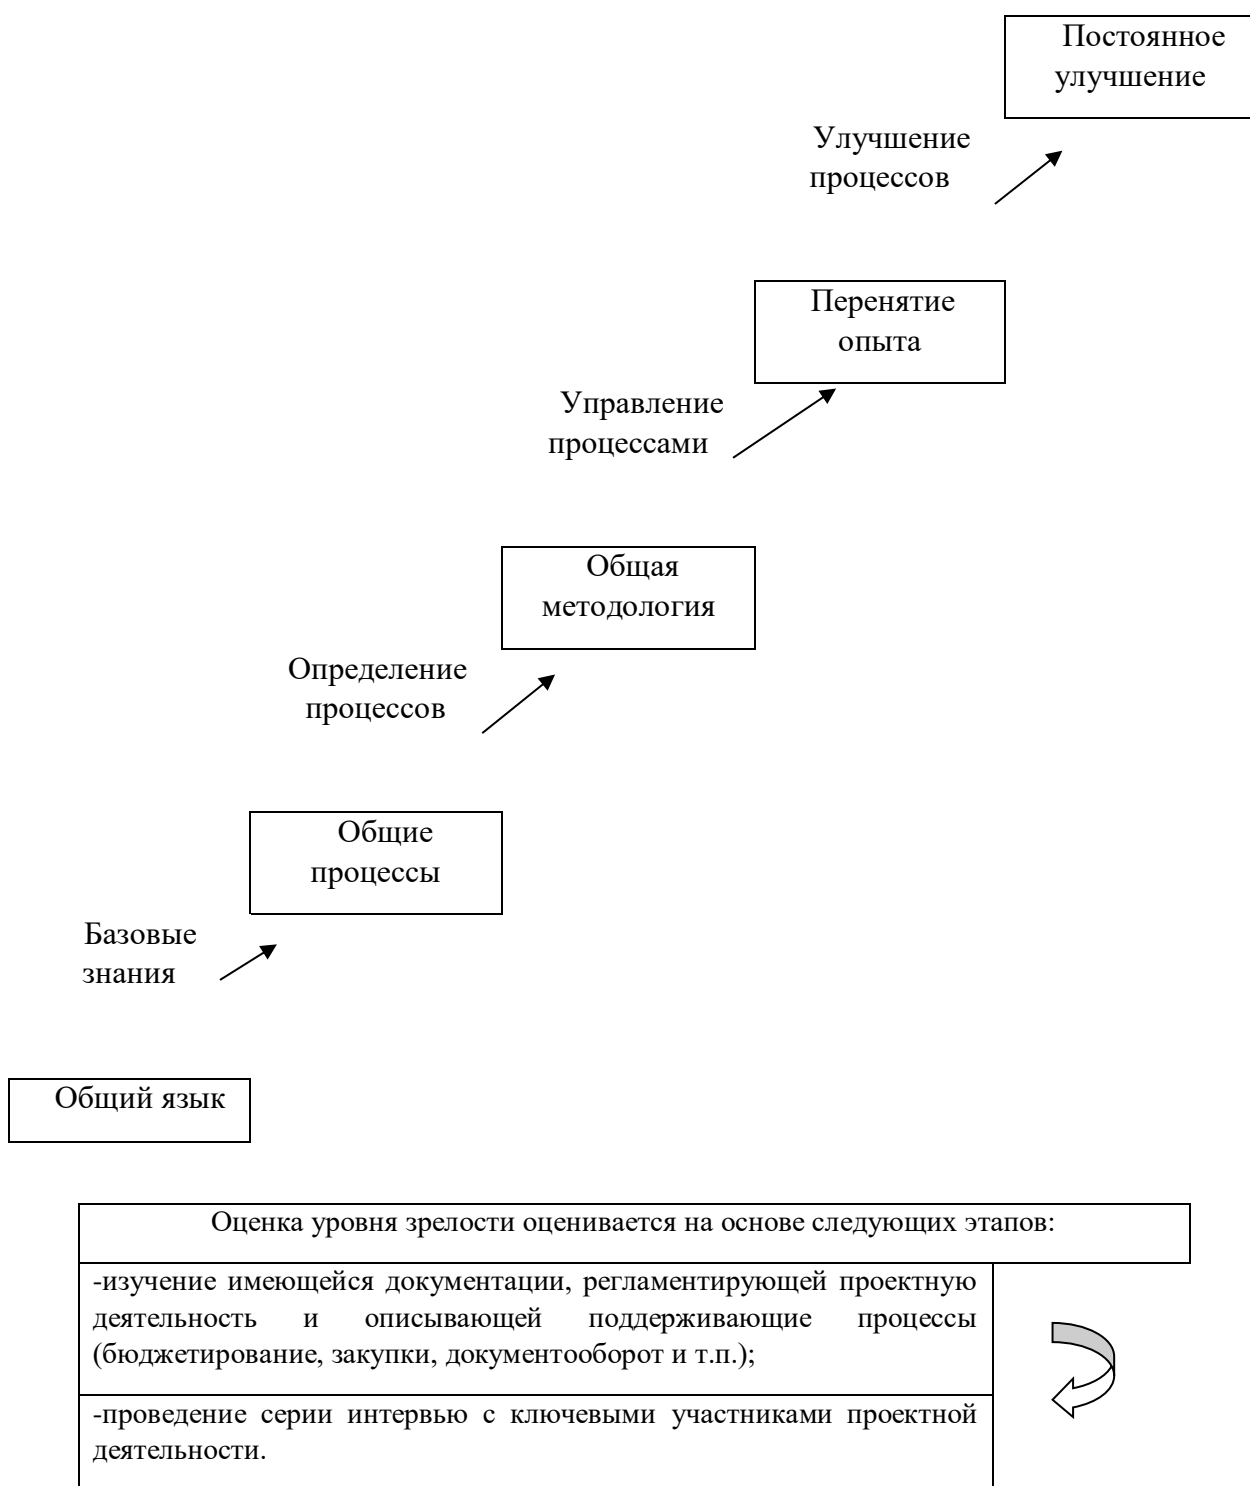 Постоянное
улучшение
Улучшение
процессов
Перенятие
опыта
Управление
процессами
Общая
методология
Определение
процессов
Общие
процессы
Базовые
знания
Общий язык
Оценка уровня зрелости оценивается на основе следующих этапов:
-изучение имеющейся документации, регламентирующей проектную
деятельность и описывающей поддерживающие процессы
(бюджетирование, закупки, документооборот и т.п.);
-проведение серии интервью с ключевыми участниками проектной
деятельности.